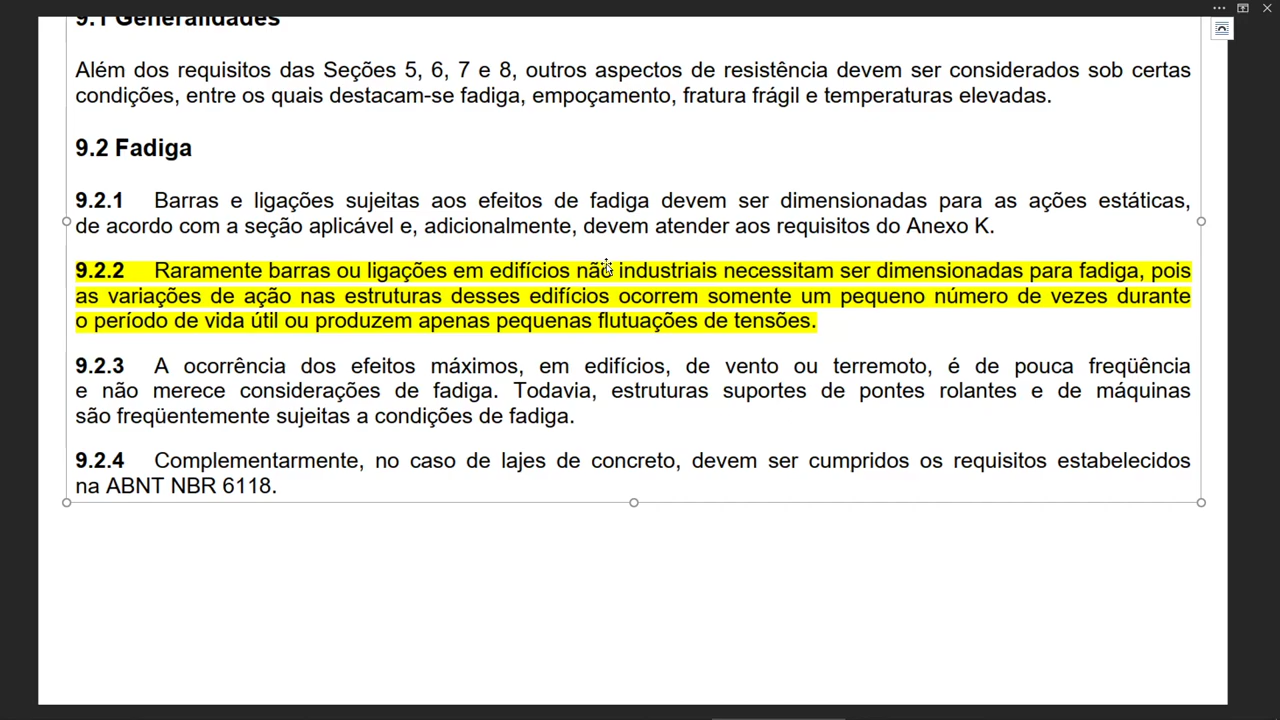 9.1 Generalidades
Além dos requisitos das Seções 5, 6, 7 e 8, outros aspectos de resistência devem ser considerados sob certas
condições, entre os quais destacam-se fadiga, empoçamento, fratura frágil e temperaturas elevadas.
9.2 Fadiga
9.2.1 Barras e ligações sujeitas aos efeitos de fadiga devem ser dimensionadas para as ações estáticas,
de acordo com a seção aplicável e, adicionalmente, devem atender aos requisitos do Anexo K.
9.2.2 Raramente barras ou ligações em edifícios não industriais necessitam ser dimensionadas para fadiga, pois
as variações de ação nas estruturas desses edifícios ocorrem somente um pequeno número de vezes durante
o período de vida útil ou produzem apenas pequenas flutuações de tensões.
9.2.3 A ocorrência dos efeitos máximos, em edifícios, de vento ou terremoto, é de pouca freqüência
e não merece considerações de fadiga. Todavia, estruturas suportes de pontes rolantes e de máquinas
são freqüentemente sujeitas a condições de fadiga.
9.2.4 Complementarmente, no caso de lajes de concreto, devem ser cumpridos os requisitos estabelecidos
na ABNT NBR 6118.